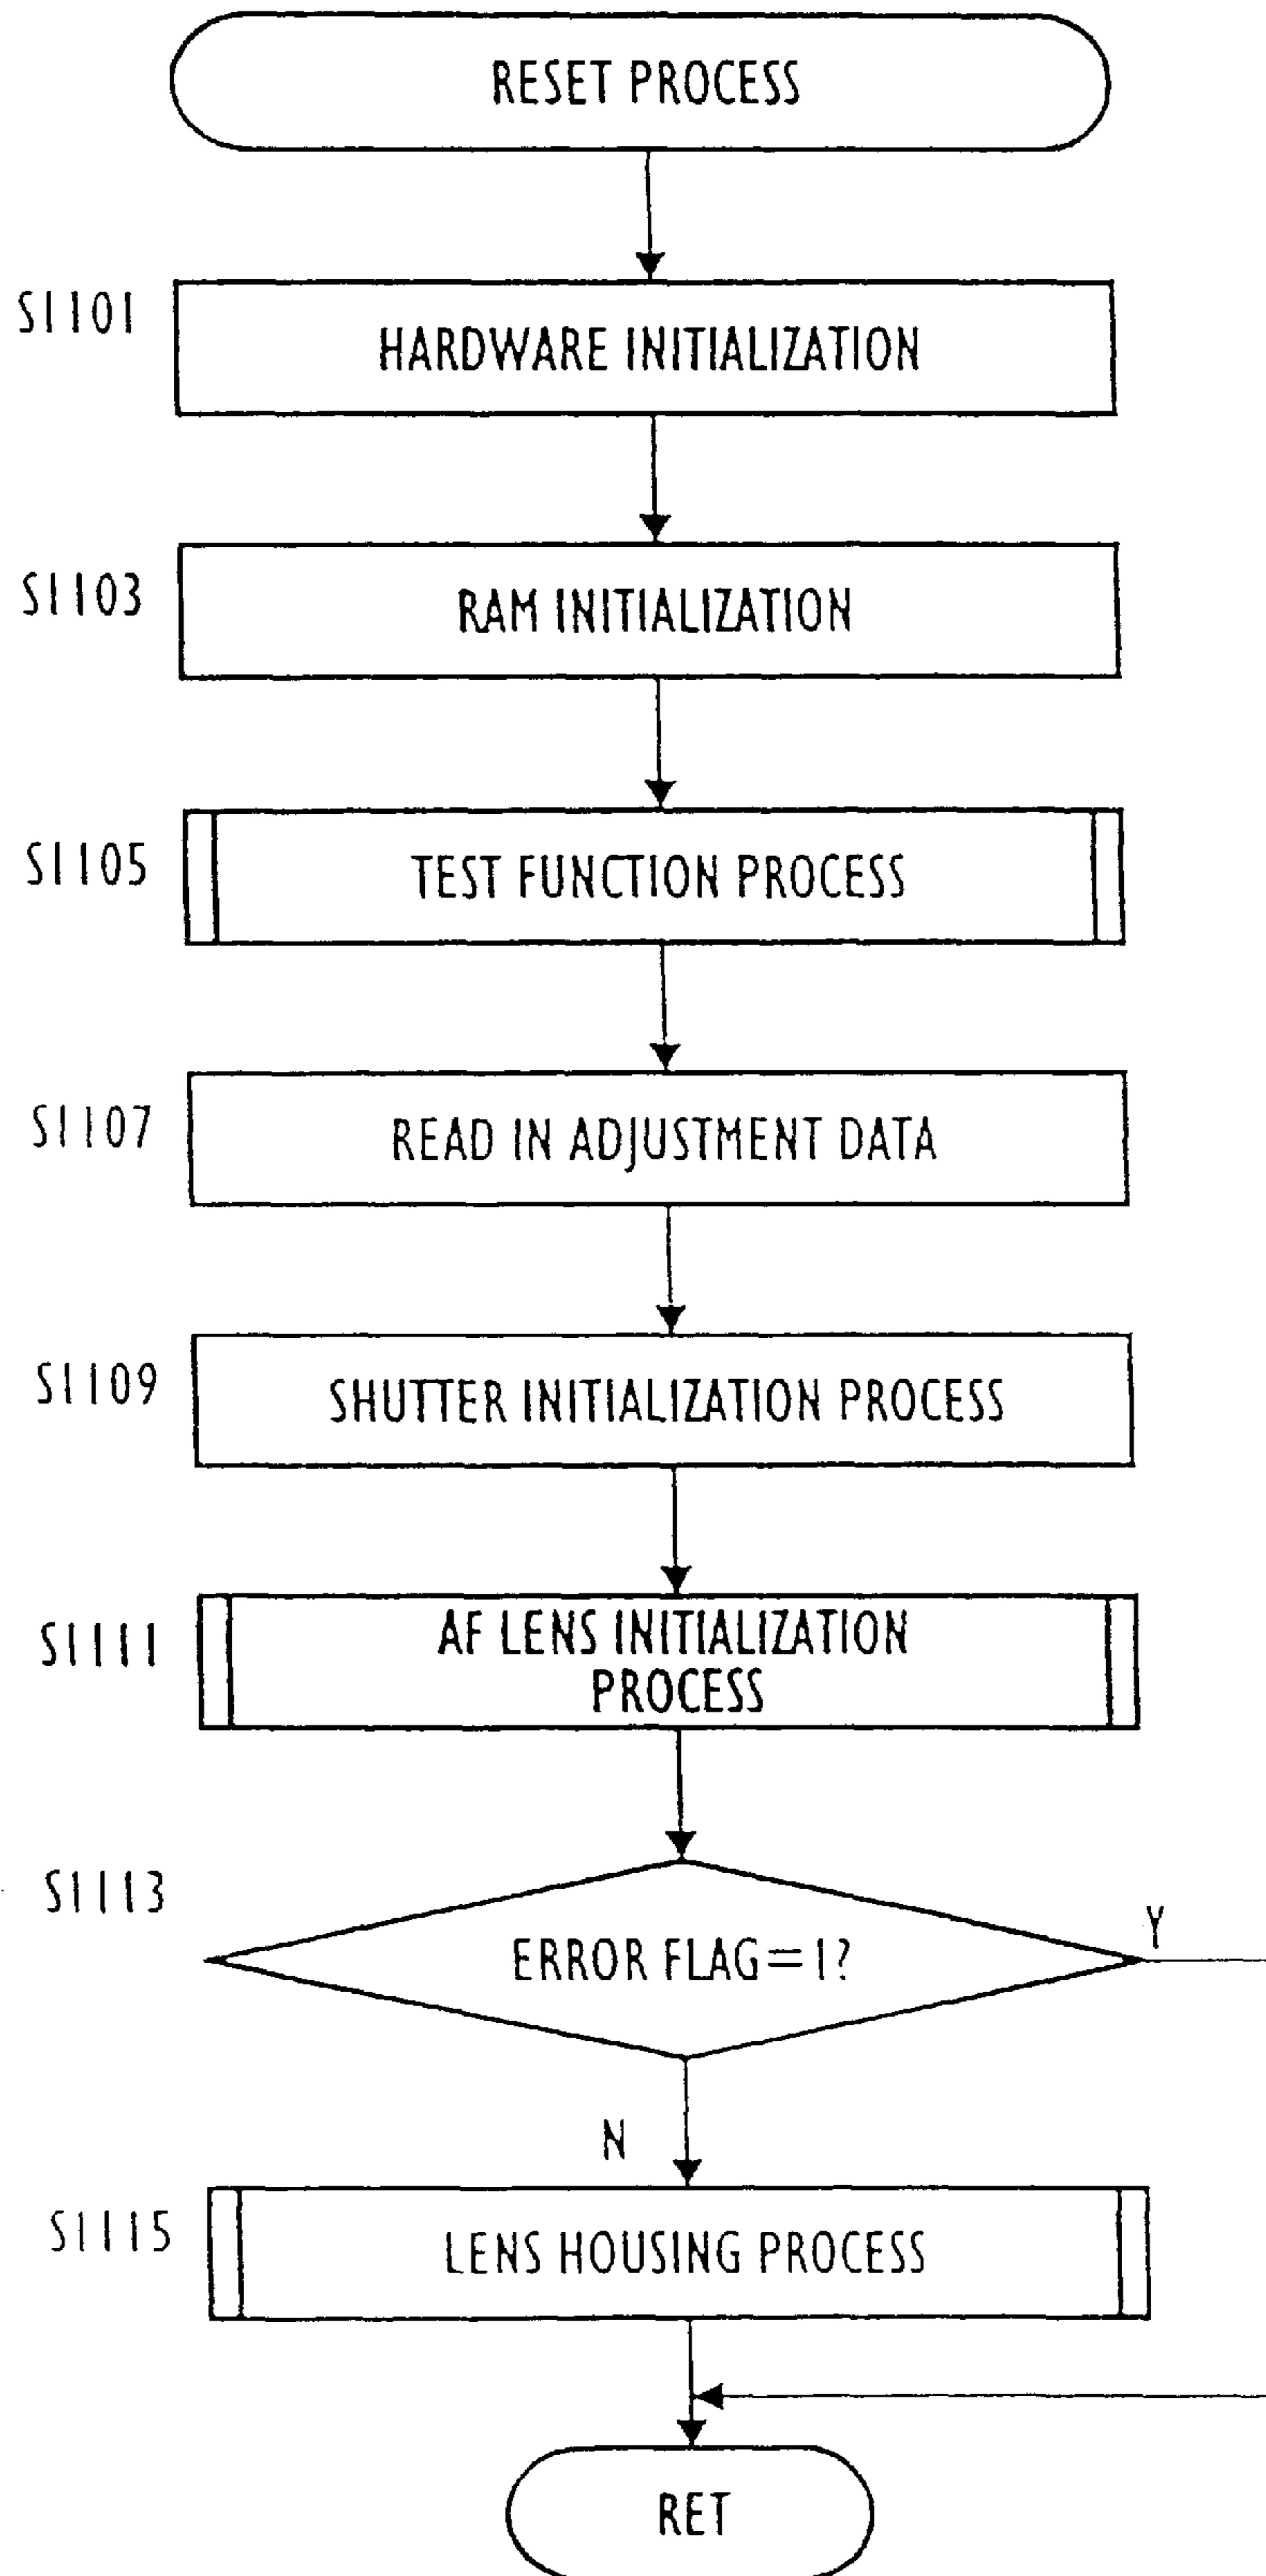 RESET PROCESS
S1101
HARDWARE INITIALIZATION
S1103
RAM INITIALIZATION
S1105
TEST FUNCTION PROCESS
S1107
READ IN ADJUSTMENT DATA
S1109
SHUTTER INITIALIZATION PROCESS
S1111
AF LENS INITIALIZATION
PROCESS
S1113
ERROR FLAG=1?
Y
N
S1115
LENS HOUSING PROCESS
RET